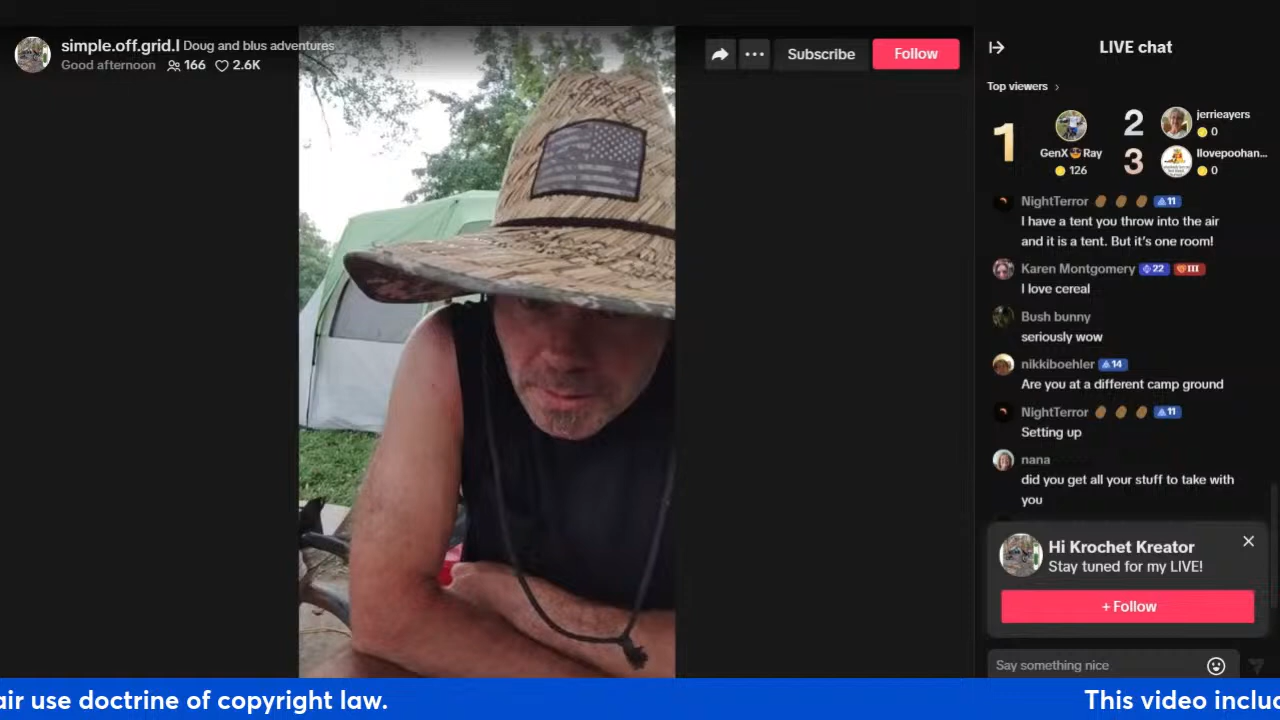 simple.off.grid.l Doug and blus adventures
Good afternoon 166 2.6K
Subscribe
Follow
LIVE chat
Top viewers
1
GenX Ray
126
2
jerrieayers
0
3
Ilovepoohan...
0
NightTerror 11
I have a tent you throw into the air
and it is a tent. But it's one room!
Karen Montgomery 22 III
I love cereal
Bush bunny
seriously wow
nikkiboehler 14
Are you at a different camp ground
NightTerror 11
Setting up
nana
did you get all your stuff to take with
you
Hi Krochet Kreator
Stay tuned for my LIVE!
+ Follow
Say something nice
air use doctrine of copyright law.
This video includ